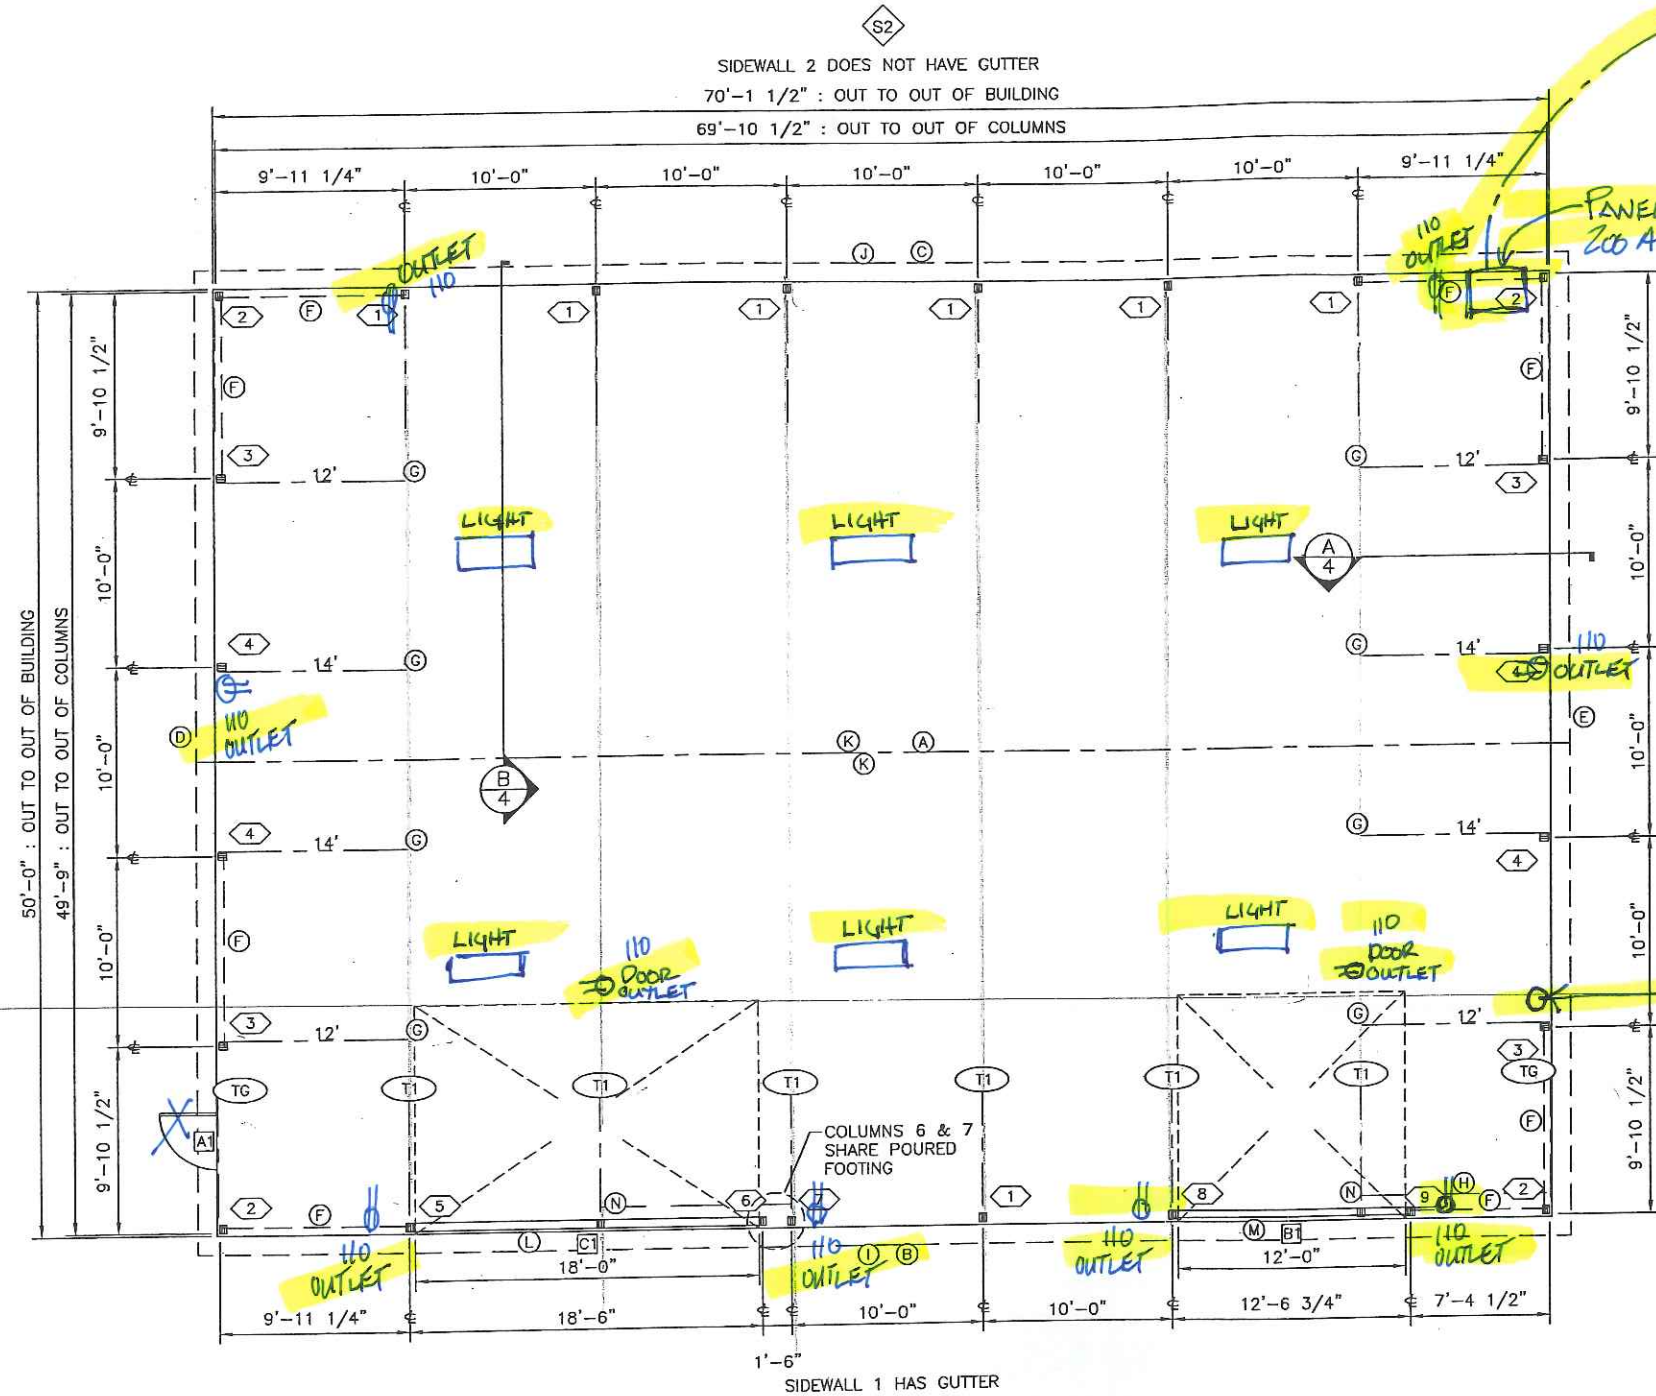 S2
SIDEWALL 2 DOES NOT HAVE GUTTER
70'-1 1/2" : OUT TO OUT OF BUILDING
69'-10 1/2" : OUT TO OUT OF COLUMNS
9'-11 1/4" 10'-0" 10'-0" 10'-0" 10'-0" 10'-0" 9'-11 1/4"
OUTLET
110
J C
110
OUTLET
PANEL
200 A
2 F 1 1 1 1 1 1 F 2
9'-10 1/2" F F 9'-10 1/2"
3 12' G G 12' 3
LIGHT LIGHT LIGHT
10'-0" A 10'-0"
4
4 14' G G 14' 4
110
OUTLET
50'-0" : OUT TO OUT OF BUILDING
49'-9" : OUT TO OUT OF COLUMNS
D 110
OUTLET
E
10'-0" K A 10'-0"
K
B
4
4 14' G G 14' 4
10'-0" F 10'-0"
LIGHT LIGHT LIGHT
110
DOOR
OUTLET
110
DOOR
OUTLET
3 12' G G 12' 3
TG T1 T1 T1 T1 T1 T1 TG
9'-10 1/2" F 9'-10 1/2"
X A1
COLUMNS 6 & 7
SHARE POURED
FOOTING
2 F 5 N 6 7 1 8 N 9 H F 2
L C1 I B M B1
110
OUTLET
18'-0"
110
OUTLET
110
OUTLET
12'-0"
110
OUTLET
9'-11 1/4" 18'-6" 10'-0" 10'-0" 12'-6 3/4" 7'-4 1/2"
1'-6"
SIDEWALL 1 HAS GUTTER